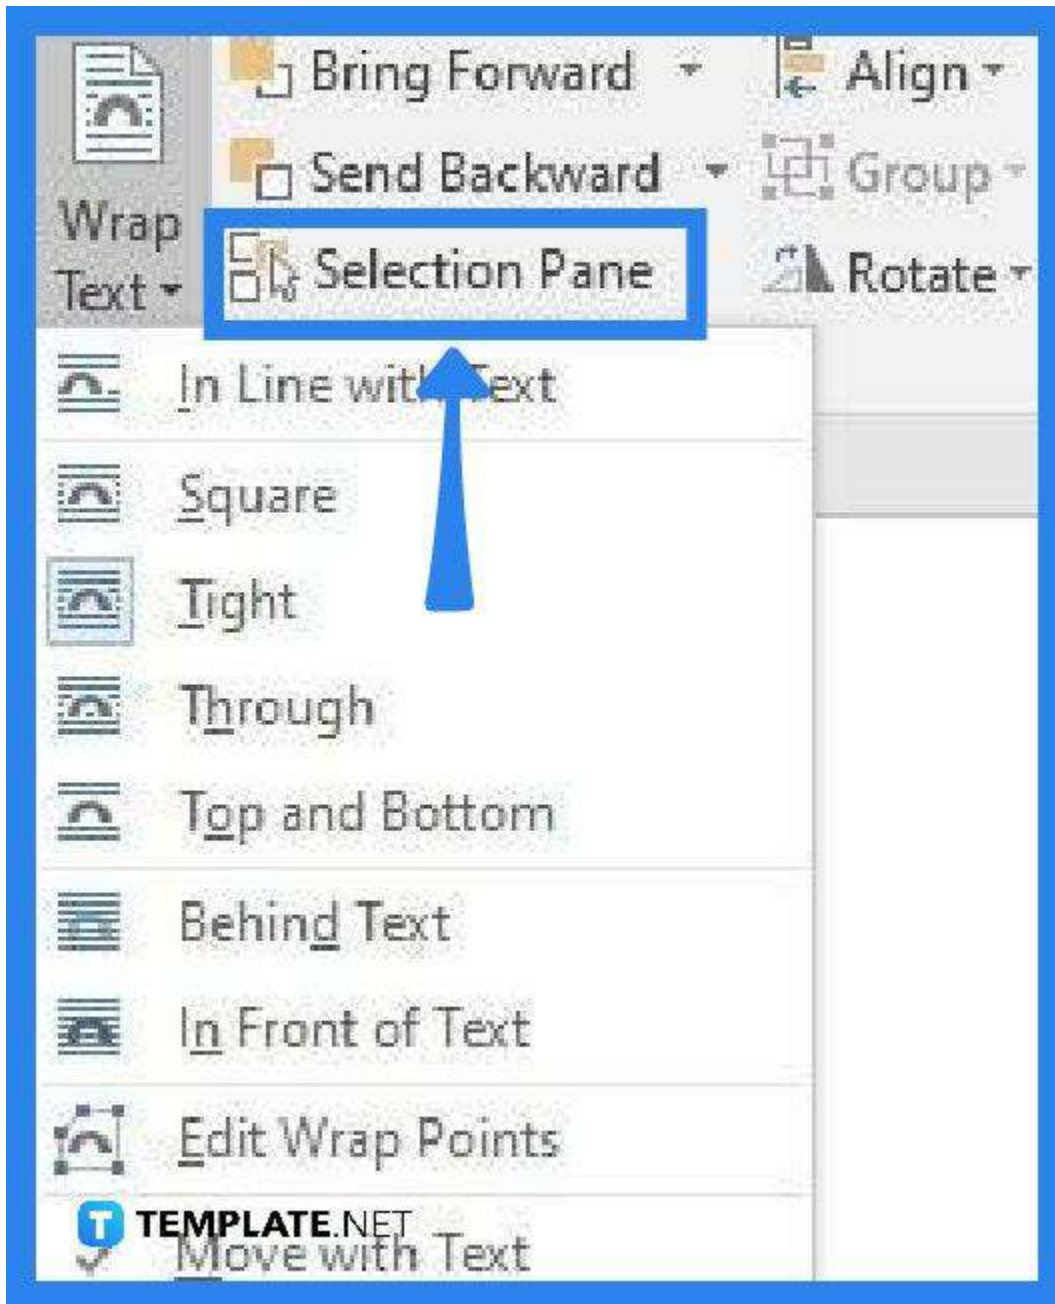 Bring Forward
Align
Send Backward
Group
Wrap
Text
Selection Pane
Rotate
In Line with Text
Square
Tight
Through
Top and Bottom
Behind Text
In Front of Text
Edit Wrap Points
T TEMPLATE.NET
Move with Text